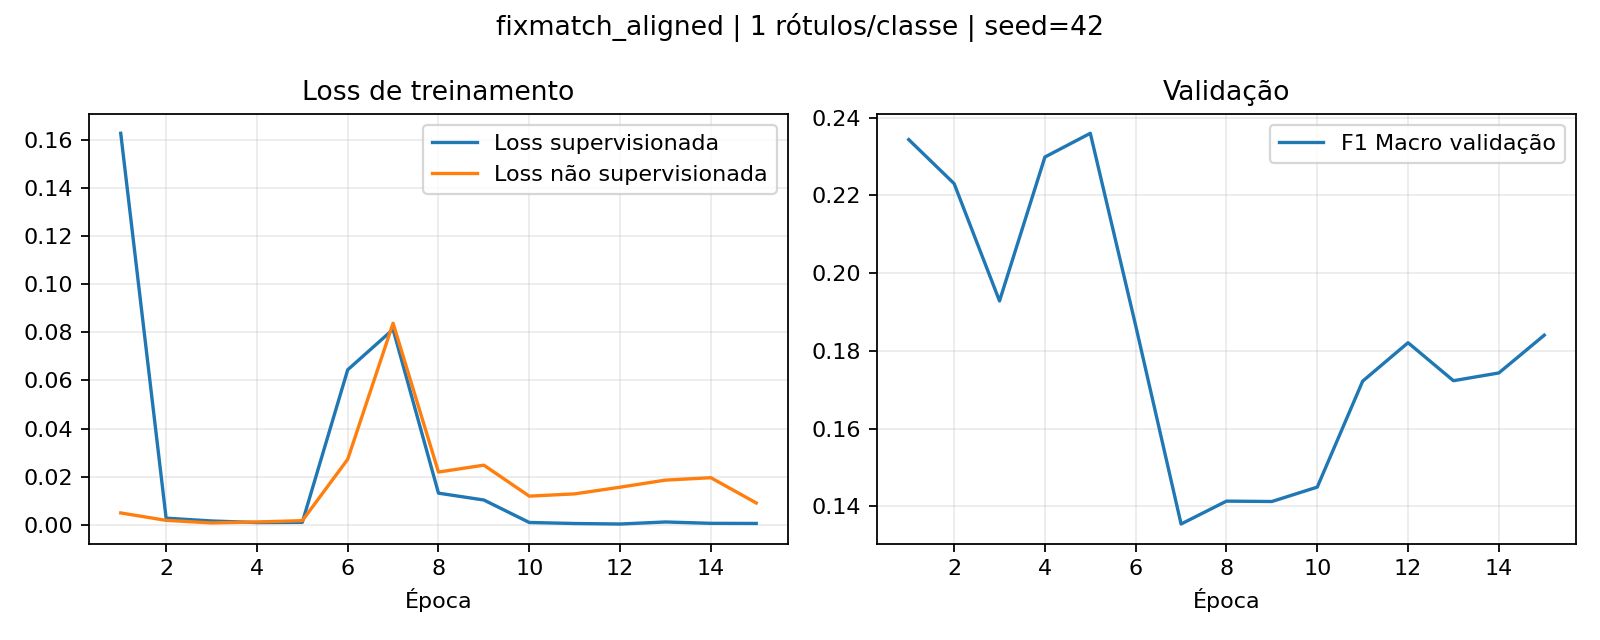 fixmatch_aligned | 1 rótulos/classe | seed=42
Loss de treinamento
Loss supervisionada
Loss não supervisionada
0.16
0.14
0.12
0.10
0.08
0.06
0.04
0.02
0.00
2 4 6 8 10 12 14
Época
Validação
F1 Macro validação
0.24
0.22
0.20
0.18
0.16
0.14
2 4 6 8 10 12 14
Época